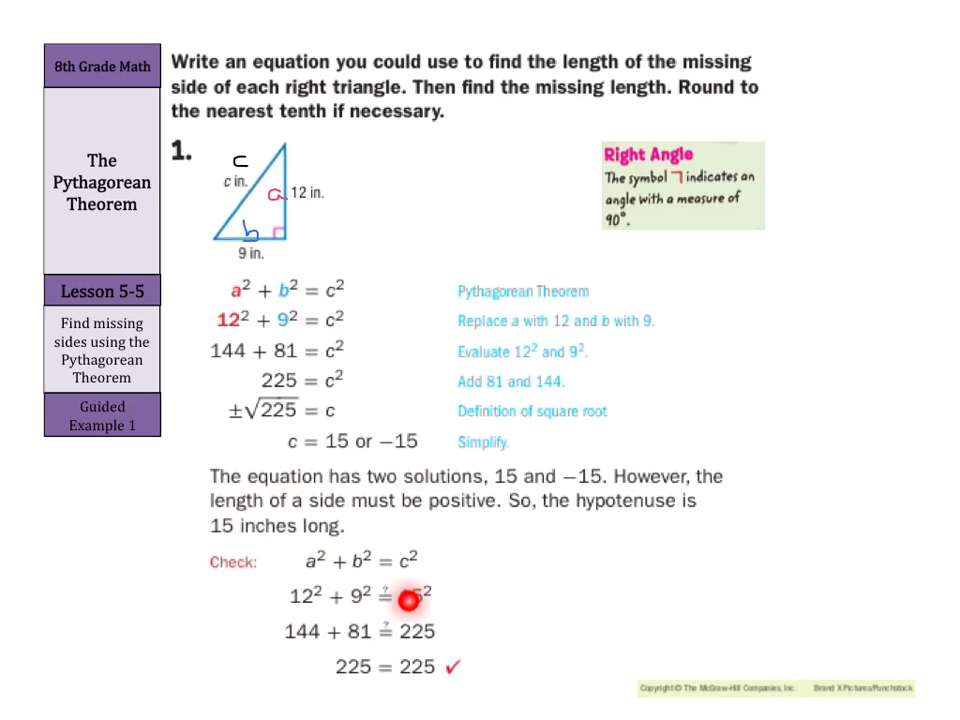 8th Grade Math
The
Pythagorean
Theorem
Lesson 5-5
Find missing
sides using the
Pythagorean
Theorem
Guided
Example 1
Write an equation you could use to find the length of the missing
side of each right triangle. Then find the missing length. Round to
the nearest tenth if necessary.
1.
c
c in.
a 12 in.
b
9 in.
Right Angle
The symbol ㄱ indicates an
angle with a measure of
90°.
a² + b² = c² Pythagorean Theorem
12² + 9² = c² Replace a with 12 and b with 9.
144 + 81 = c² Evaluate 12² and 9².
225 = c² Add 81 and 144.
±√225 = c Definition of square root
c = 15 or −15 Simplify.
The equation has two solutions, 15 and −15. However, the
length of a side must be positive. So, the hypotenuse is
15 inches long.
Check: a² + b² = c²
12² + 9² ≟ 5²
144 + 81 ≟ 225
225 = 225 ✓
Copyright © The McGraw-Hill Companies, Inc. Brand X Pictures/Punchstock